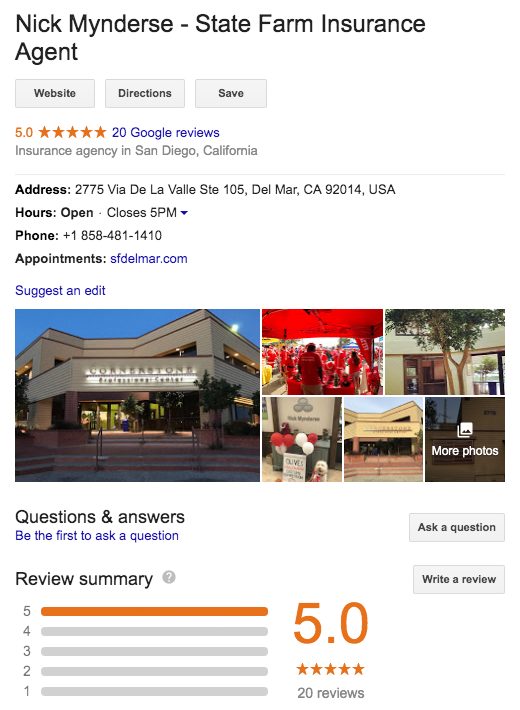 Nick Mynderse - State Farm Insurance
Agent
Website
Directions
Save
5.0 ★★★★★ 20 Google reviews
Insurance agency in San Diego, California
Address: 2775 Via De La Valle Ste 105, Del Mar, CA 92014, USA
Hours: Open · Closes 5PM
Phone: +1 858-481-1410
Appointments: sfdelmar.com
Suggest an edit
CORNERSTONE
Professional Center
Nick Mynderse
More photos
Questions & answers
Be the first to ask a question
Ask a question
Review summary ?
Write a review
5
4
3
2
1
5.0
★★★★★
20 reviews